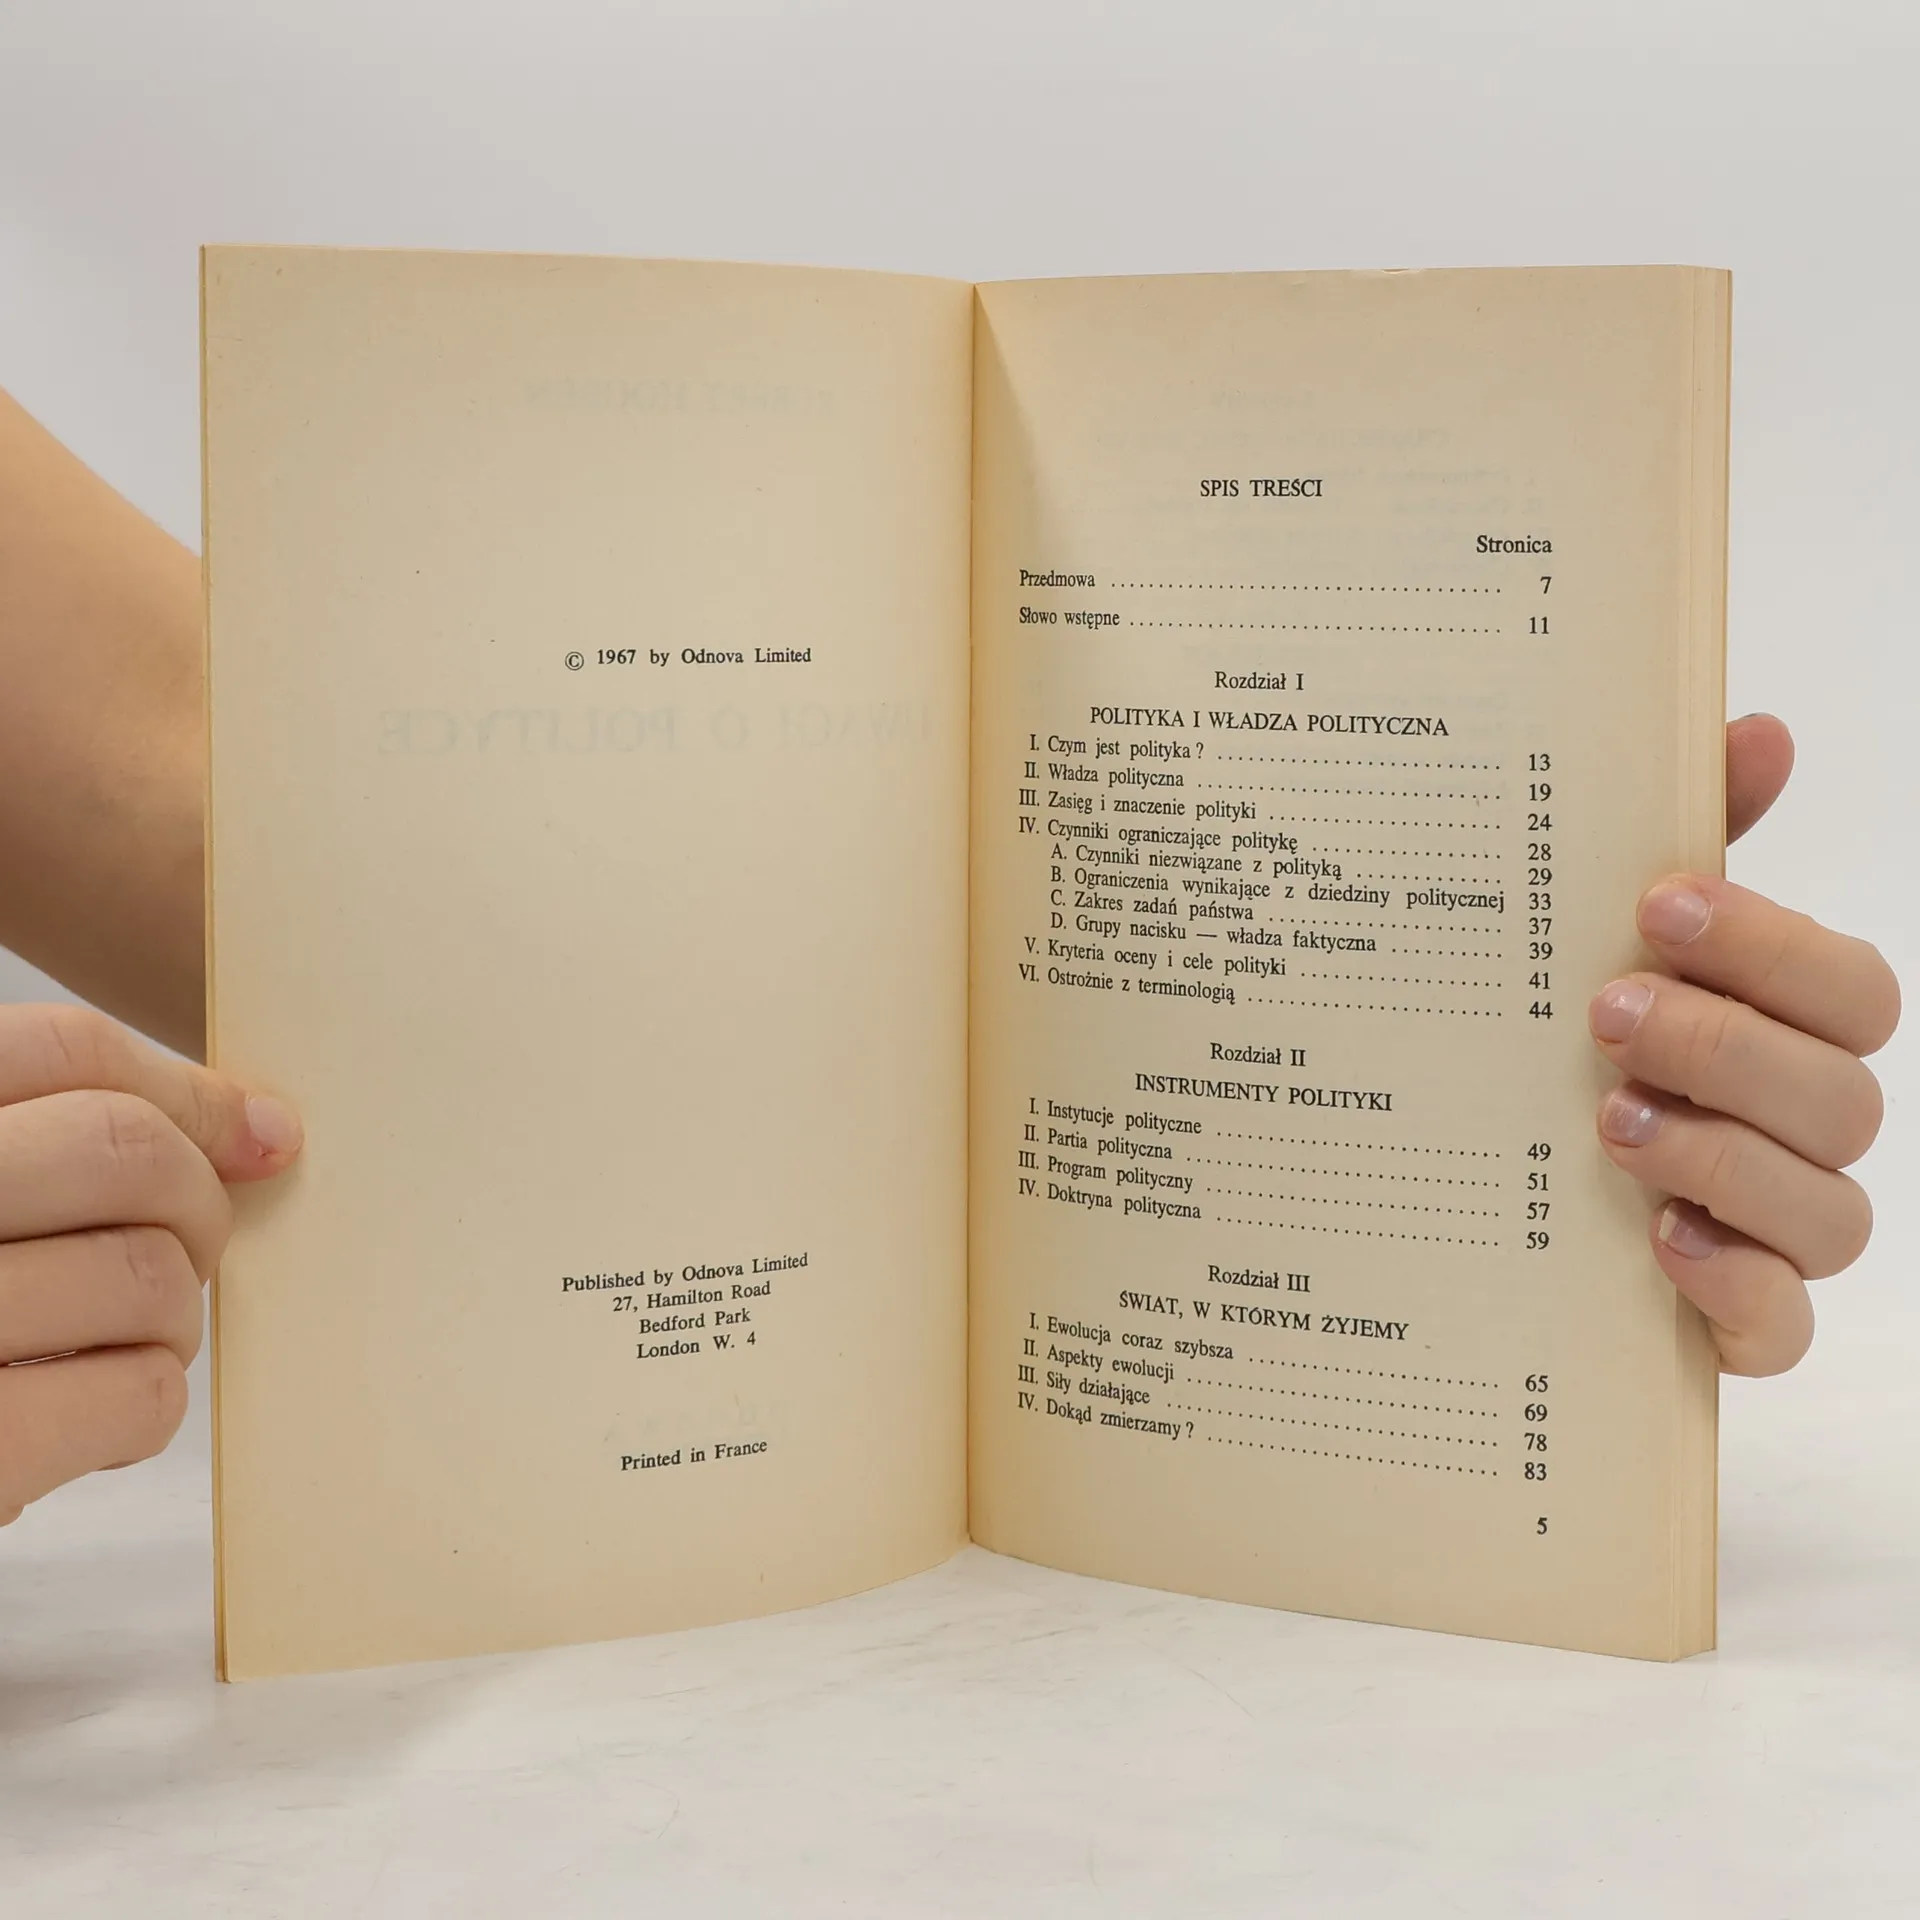 © 1967 by Odnova Limited
Published by Odnova Limited
27, Hamilton Road
Bedford Park
London W. 4
Printed in France
SPIS TREŚCI
Stronica
Przedmowa ........................................ 7
Słowo wstępne ........................................ 11
Rozdział I
POLITYKA I WŁADZA POLITYCZNA
I. Czym jest polityka ? ........................................ 13
II. Władza polityczna ........................................ 19
III. Zasięg i znaczenie polityki ........................................ 24
IV. Czynniki ograniczające politykę ........................................ 28
A. Czynniki niezwiązane z polityką ........................................ 29
B. Ograniczenia wynikające z dziedziny politycznej 33
C. Zakres zadań państwa ........................................ 37
D. Grupy nacisku — władza faktyczna ........................................ 39
V. Kryteria oceny i cele polityki ........................................ 41
VI. Ostrożnie z terminologią ........................................ 44
Rozdział II
INSTRUMENTY POLITYKI
I. Instytucje polityczne ........................................ 49
II. Partia polityczna ........................................ 51
III. Program polityczny ........................................ 57
IV. Doktryna polityczna ........................................ 59
Rozdział III
ŚWIAT, W KTÓRYM ŻYJEMY
I. Ewolucja coraz szybsza ........................................ 65
II. Aspekty ewolucji ........................................ 69
III. Siły działające ........................................ 78
IV. Dokąd zmierzamy ? ........................................ 83
5